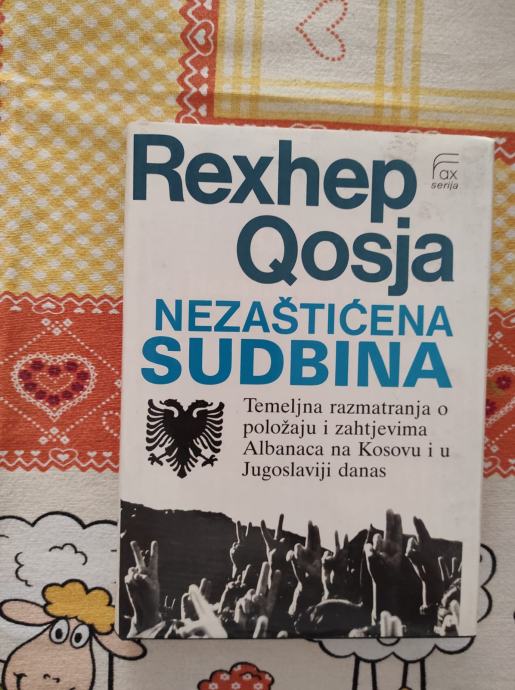 Rexhep
Fax
serija
Qosja
NEZAŠTIĆENA
SUDBINA
Temeljna razmatranja o
položaju i zahtjevima
Albanaca na Kosovu i u
Jugoslaviji danas